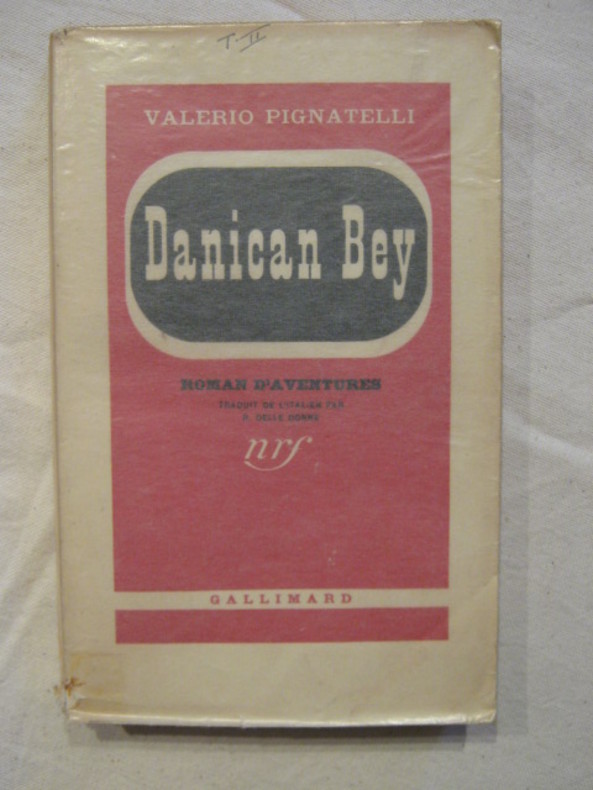 T. II
VALERIO PIGNATELLI
Danican Bey
ROMAN D'AVENTURES
TRADUIT DE L'ITALIEN PAR
nrf
GALLIMARD